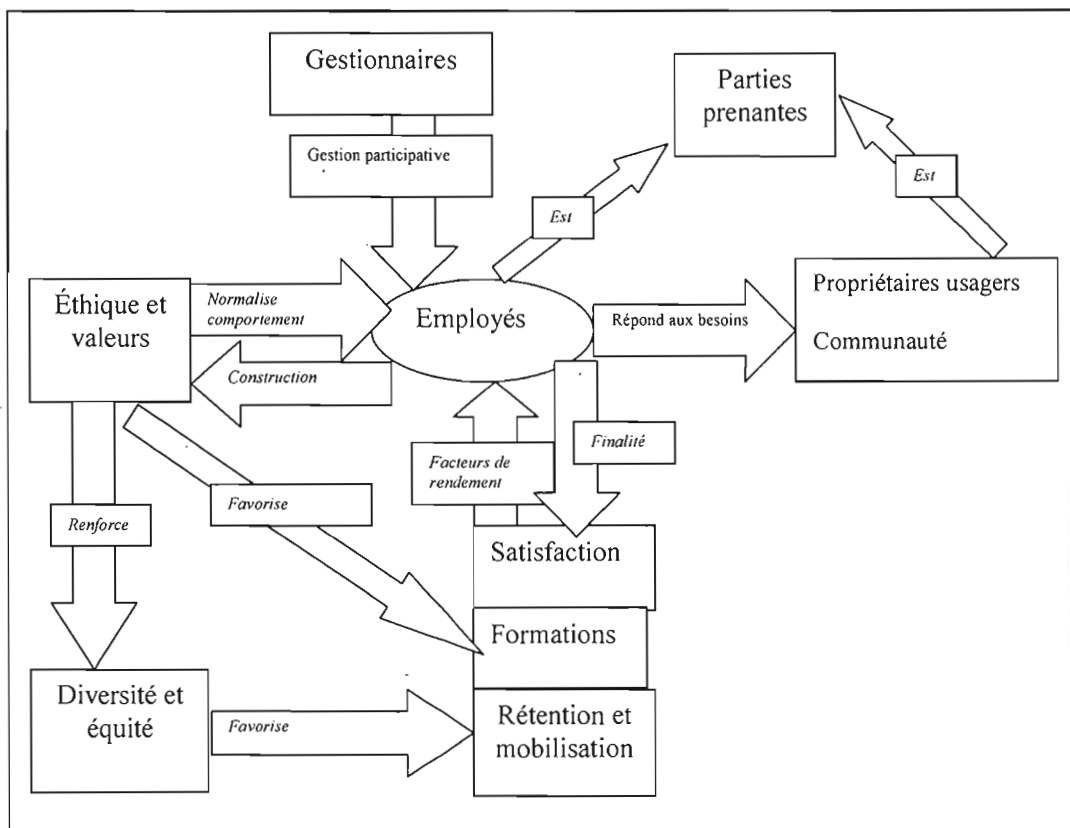 Gestionnaires
Parties
prenantes
Gestion participative
Est
Est
Éthique et
valeurs
Normalise
comportement
Employés
Répond aux besoins
Propriétaires usagers
Communauté
Construction
Finalité
Facteurs de
rendement
Favorise
Renforce
Satisfaction
Formations
Diversité et
équité
Favorise
Rétention et
mobilisation